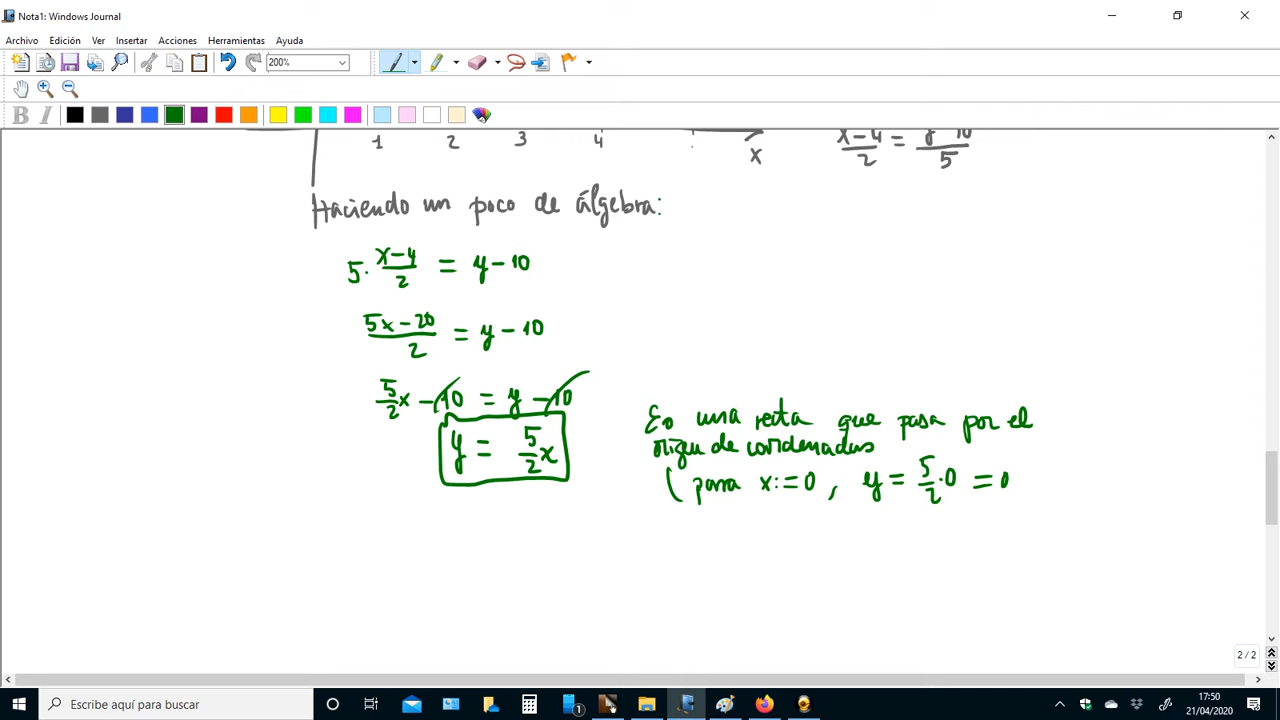 Nota1: Windows Journal
Archivo Edición Ver Insertar Acciones Herramientas Ayuda
200%
B I
1 2 3 4 x
x-4/2 = y-10/5
Haciendo un poco de álgebra:
5· x-4/2 = y-10
5x-20/2 = y-10
5/2x -10 = y-10
y = 5/2x
Es una recta que pasa por el
origen de coordenadas
(para x:=0, y = 5/2·0 = 0
2 / 2
Escribe aquí para buscar
1
17:50
21/04/2020